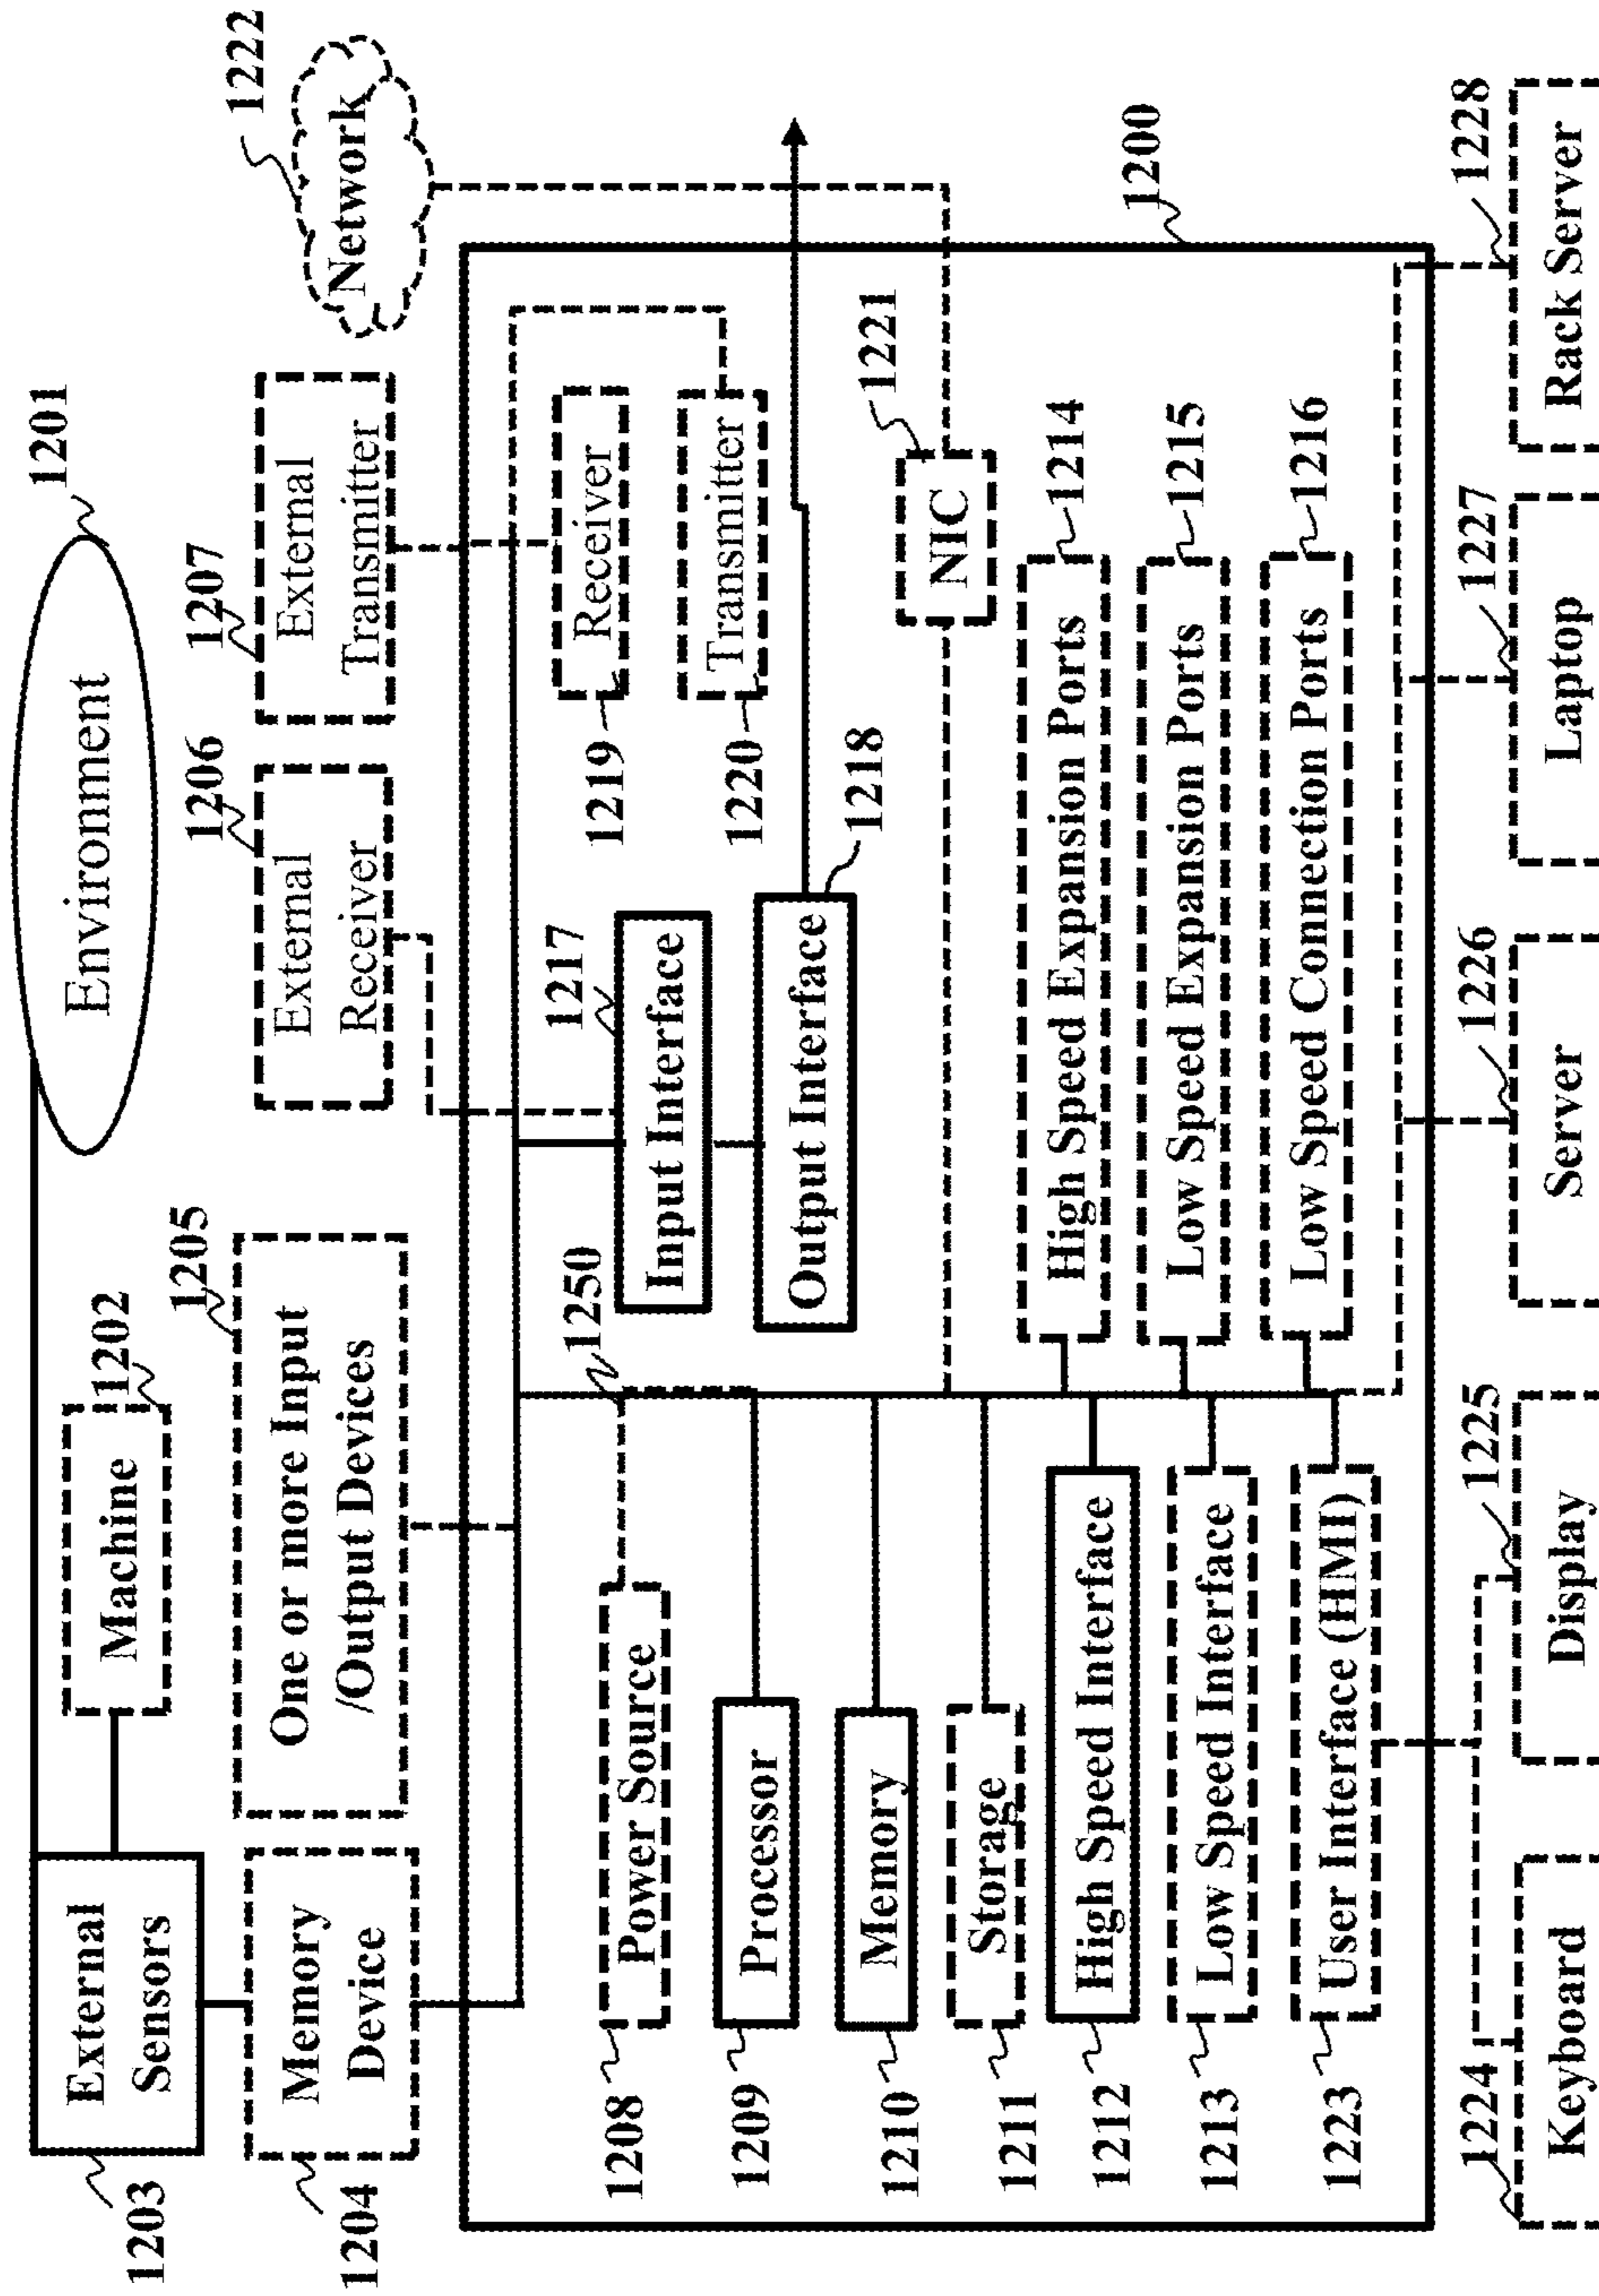 1203
External
Sensors
Machine
1202
Environment
1201
1204
Memory
Device
One or more Input
/Output Devices
1205
External
Receiver
1206
External
Transmitter
1207
Network
1222
1208
Power Source
1250
1209
Processor
1210
Memory
1211
Storage
1212
High Speed Interface
1213
Low Speed Interface
1223
User Interface (HMI)
Input Interface
1217
Output Interface
1218
1219
Receiver
1220
Transmitter
NIC
1221
High Speed Expansion Ports
1214
Low Speed Expansion Ports
1215
Low Speed Connection Ports
1216
1200
1224
Keyboard
Display
1225
Server
1226
Laptop
1227
Rack Server
1228